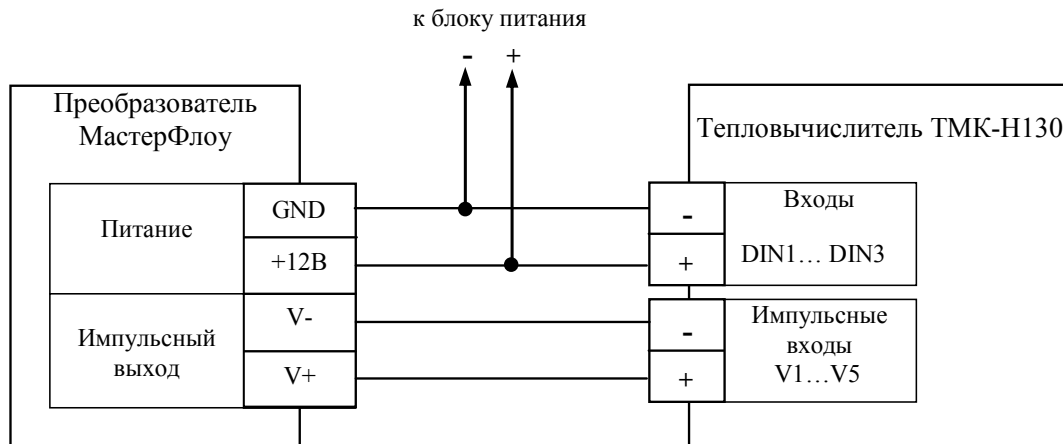 к блоку питания
- +
Преобразователь
МастерФлоу
Тепловычислитель ТМК-Н130
Питание
GND
+12В
Импульсный
выход
V-
V+
-
+
Входы
DIN1... DIN3
-
+
Импульсные
входы
V1...V5